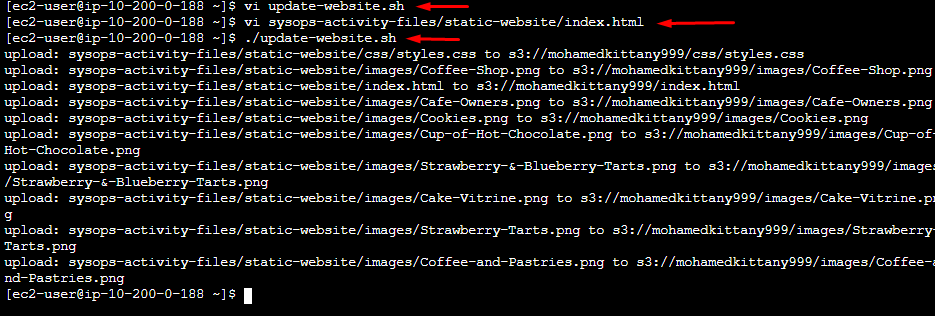 [ec2-user@ip-10-200-0-188 ~]$ vi update-website.sh
[ec2-user@ip-10-200-0-188 ~]$ vi sysops-activity-files/static-website/index.html
[ec2-user@ip-10-200-0-188 ~]$ ./update-website.sh
upload: sysops-activity-files/static-website/css/styles.css to s3://mohamedkittany999/css/styles.css
upload: sysops-activity-files/static-website/images/Coffee-Shop.png to s3://mohamedkittany999/images/Coffee-Shop.png
upload: sysops-activity-files/static-website/index.html to s3://mohamedkittany999/index.html
upload: sysops-activity-files/static-website/images/Cafe-Owners.png to s3://mohamedkittany999/images/Cafe-Owners.png
upload: sysops-activity-files/static-website/images/Cookies.png to s3://mohamedkittany999/images/Cookies.png
upload: sysops-activity-files/static-website/images/Cup-of-Hot-Chocolate.png to s3://mohamedkittany999/images/Cup-of-
Hot-Chocolate.png
upload: sysops-activity-files/static-website/images/Strawberry-&-Blueberry-Tarts.png to s3://mohamedkittany999/images
/Strawberry-&-Blueberry-Tarts.png
upload: sysops-activity-files/static-website/images/Cake-Vitrine.png to s3://mohamedkittany999/images/Cake-Vitrine.pn
g
upload: sysops-activity-files/static-website/images/Strawberry-Tarts.png to s3://mohamedkittany999/images/Strawberry-
Tarts.png
upload: sysops-activity-files/static-website/images/Coffee-and-Pastries.png to s3://mohamedkittany999/images/Coffee-a
nd-Pastries.png
[ec2-user@ip-10-200-0-188 ~]$